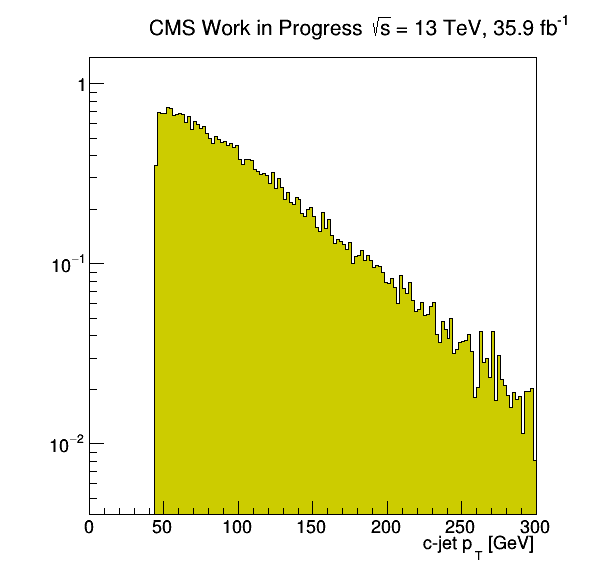 CMS Work in Progress √s = 13 TeV, 35.9 fb⁻¹
1
10⁻¹
10⁻²
0 50 100 150 200 250 300
c-jet p_T [GeV]